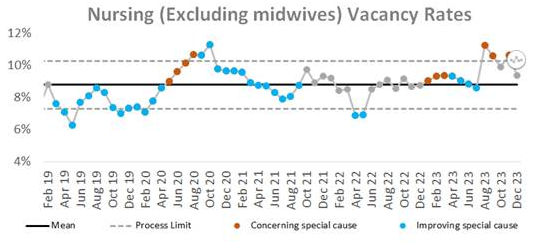 Nursing (Excluding midwives) Vacancy Rates
12%
10%
8%
6%
4%
Feb 19
Apr 19
Jun 19
Aug 19
Oct 19
Dec 19
Feb 20
Apr 20
Jun 20
Aug 20
Oct 20
Dec 20
Feb 21
Apr 21
Jun 21
Aug 21
Oct 21
Dec 21
Feb 22
Apr 22
Jun 22
Aug 22
Oct 22
Dec 22
Feb 23
Apr 23
Jun 23
Aug 23
Oct 23
Dec 23
Mean
Process Limit
Concerning special cause
Improving special cause